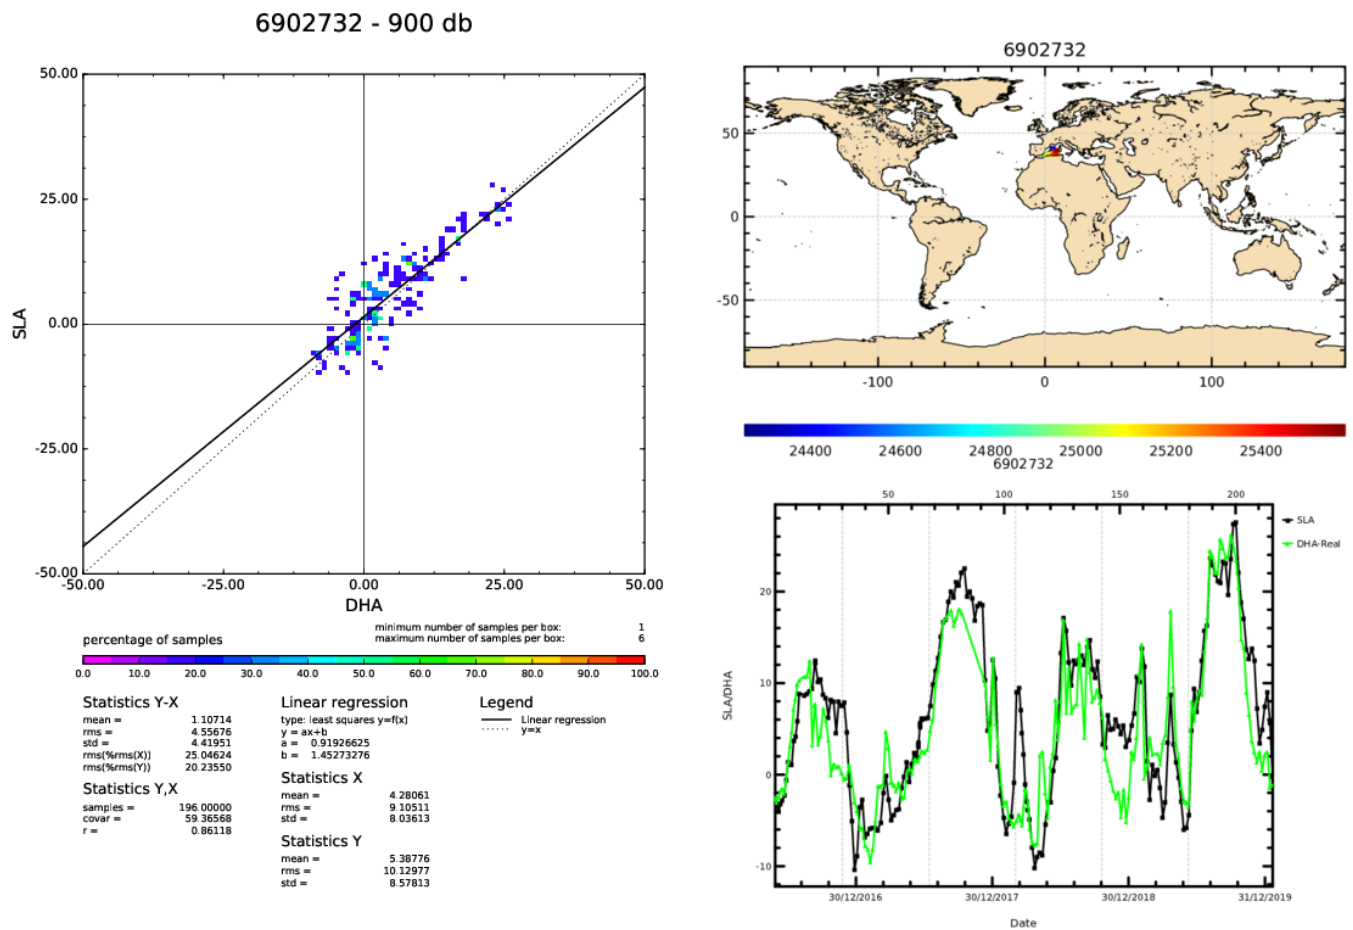 6902732 - 900 db
50.00
25.00
0.00
-25.00
-50.00
SLA
-50.00
-25.00
0.00
25.00
50.00
DHA
percentage of samples
minimum number of samples per box: 1
maximum number of samples per box: 6
0.0 10.0 20.0 30.0 40.0 50.0 60.0 70.0 80.0 90.0 100.0
Statistics Y-X
mean = 1.10714
rms = 4.55676
std = 4.41951
rms(%rms(X)) 25.04624
rms(%rms(Y)) 20.23550
Statistics Y,X
samples = 196.00000
covar = 59.36568
r = 0.86118
Linear regression
type: least squares y=f(x)
y = ax+b
a = 0.91926625
b = 1.45273276
Statistics X
mean = 4.28061
rms = 9.10511
std = 8.03613
Statistics Y
mean = 5.38776
rms = 10.12977
std = 8.57813
Legend
Linear regression
y=x
6902732
50
0
-50
-100 0 100
24400 24600 24800 25000 25200 25400
6902732
50 100 150 200
20
10
0
-10
SLA/DHA
SLA
DHA-Real
30/12/2016 30/12/2017 30/12/2018 31/12/2019
Date